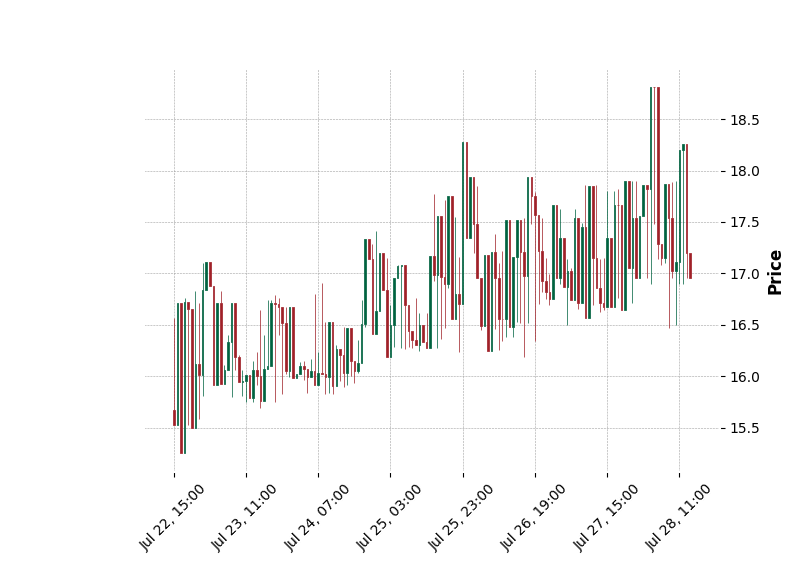 18.5
18.0
17.5
17.0
16.5
16.0
15.5
Price
Jul 22, 15:00
Jul 23, 11:00
Jul 24, 07:00
Jul 25, 03:00
Jul 25, 23:00
Jul 26, 19:00
Jul 27, 15:00
Jul 28, 11:00